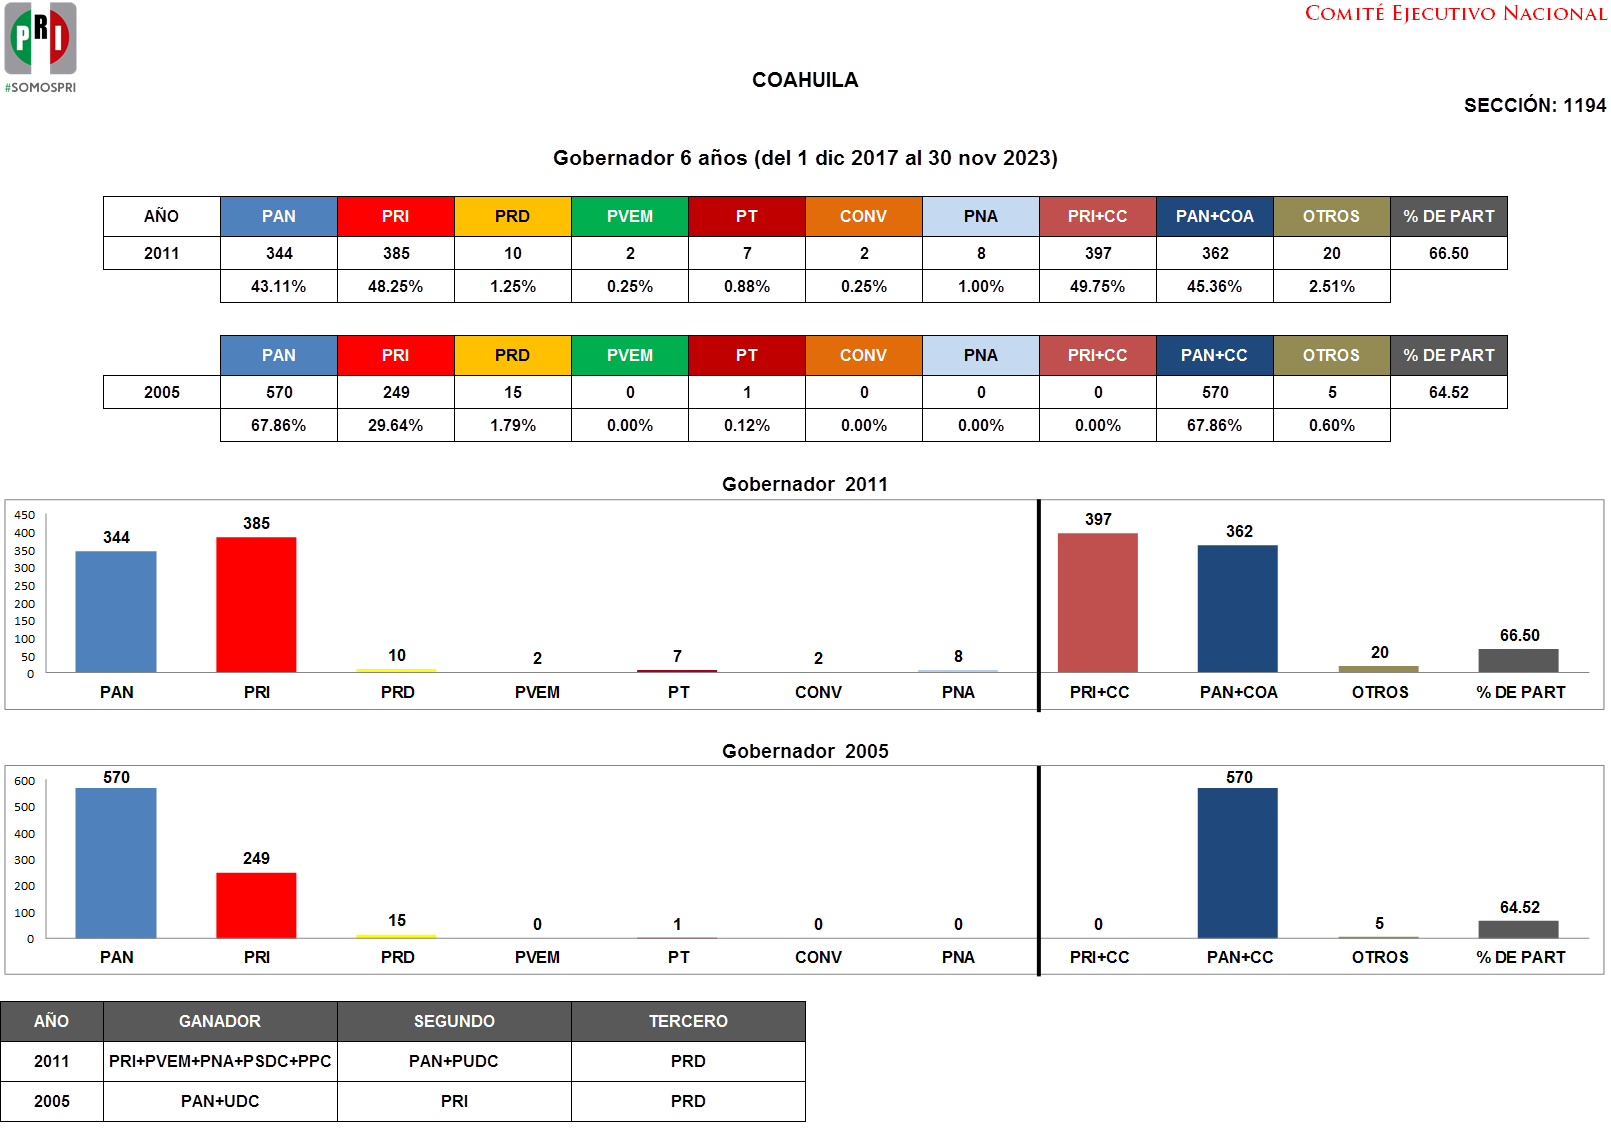 PRI
#SOMOSPRI
COMITÉ EJECUTIVO NACIONAL
COAHUILA
SECCIÓN: 1194
Gobernador 6 años (del 1 dic 2017 al 30 nov 2023)
AÑO PAN PRI PRD PVEM PT CONV PNA PRI+CC PAN+COA OTROS % DE PART
2011 344 385 10 2 7 2 8 397 362 20 66.50
43.11% 48.25% 1.25% 0.25% 0.88% 0.25% 1.00% 49.75% 45.36% 2.51%
PAN PRI PRD PVEM PT CONV PNA PRI+CC PAN+CC OTROS % DE PART
2005 570 249 15 0 1 0 0 0 570 5 64.52
67.86% 29.64% 1.79% 0.00% 0.12% 0.00% 0.00% 0.00% 67.86% 0.60%
Gobernador 2011
450
400
350
300
250
200
150
100
50
0
344 385 10 2 7 2 8 397 362 20 66.50
PAN PRI PRD PVEM PT CONV PNA PRI+CC PAN+COA OTROS % DE PART
Gobernador 2005
600
500
400
300
200
100
0
570 249 15 0 1 0 0 0 570 5 64.52
PAN PRI PRD PVEM PT CONV PNA PRI+CC PAN+CC OTROS % DE PART
AÑO GANADOR SEGUNDO TERCERO
2011 PRI+PVEM+PNA+PSDC+PPC PAN+PUDC PRD
2005 PAN+UDC PRI PRD